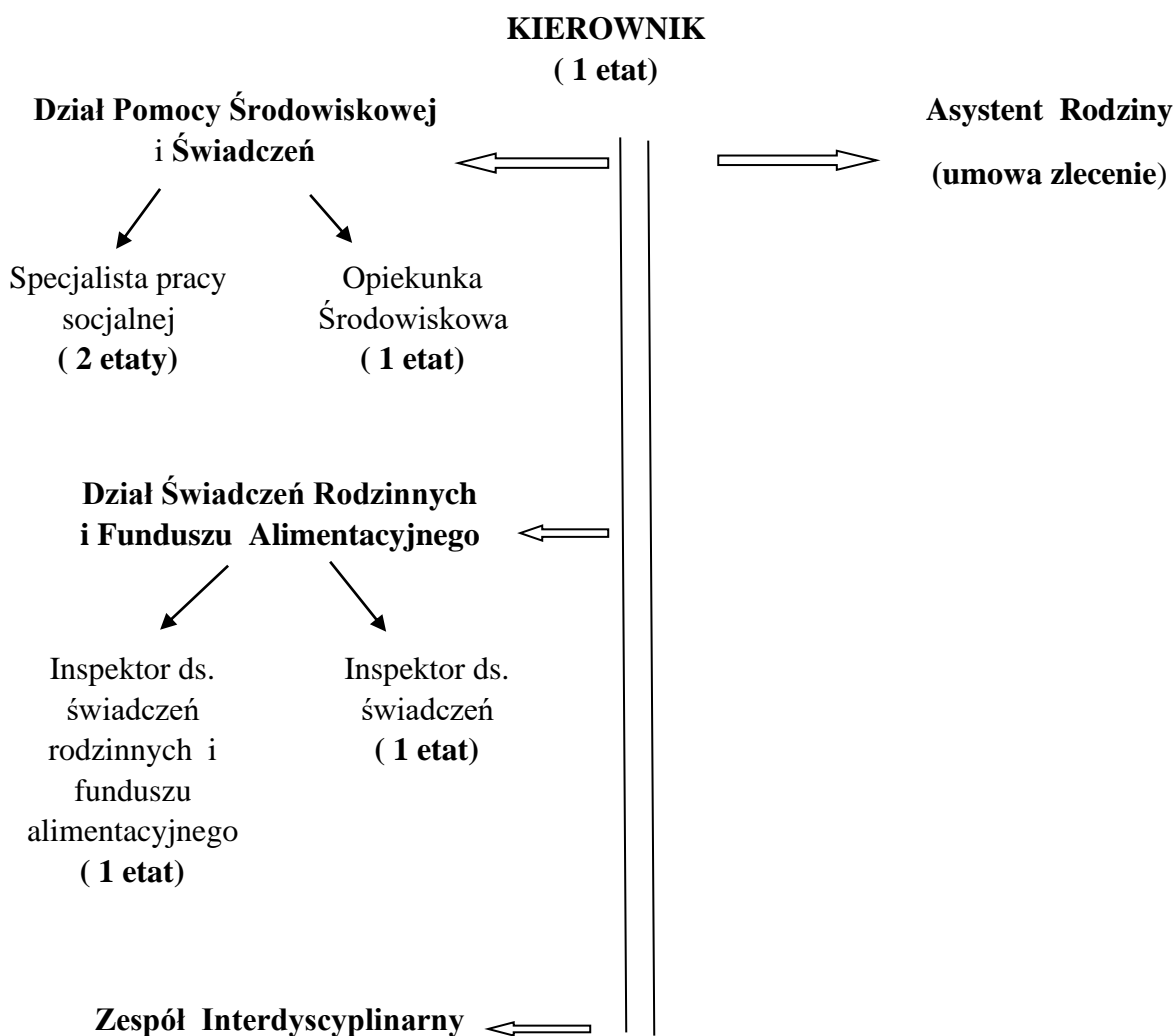 KIEROWNIK
( 1 etat)
Dział Pomocy Środowiskowej
i Świadczeń
Asystent Rodziny
(umowa zlecenie)
Specjalista pracy
socjalnej
( 2 etaty)
Opiekunka
Środowiskowa
( 1 etat)
Dział Świadczeń Rodzinnych
i Funduszu Alimentacyjnego
Inspektor ds.
świadczeń
rodzinnych i
funduszu
alimentacyjnego
( 1 etat)
Inspektor ds.
świadczeń
( 1 etat)
Zespół Interdyscyplinarny